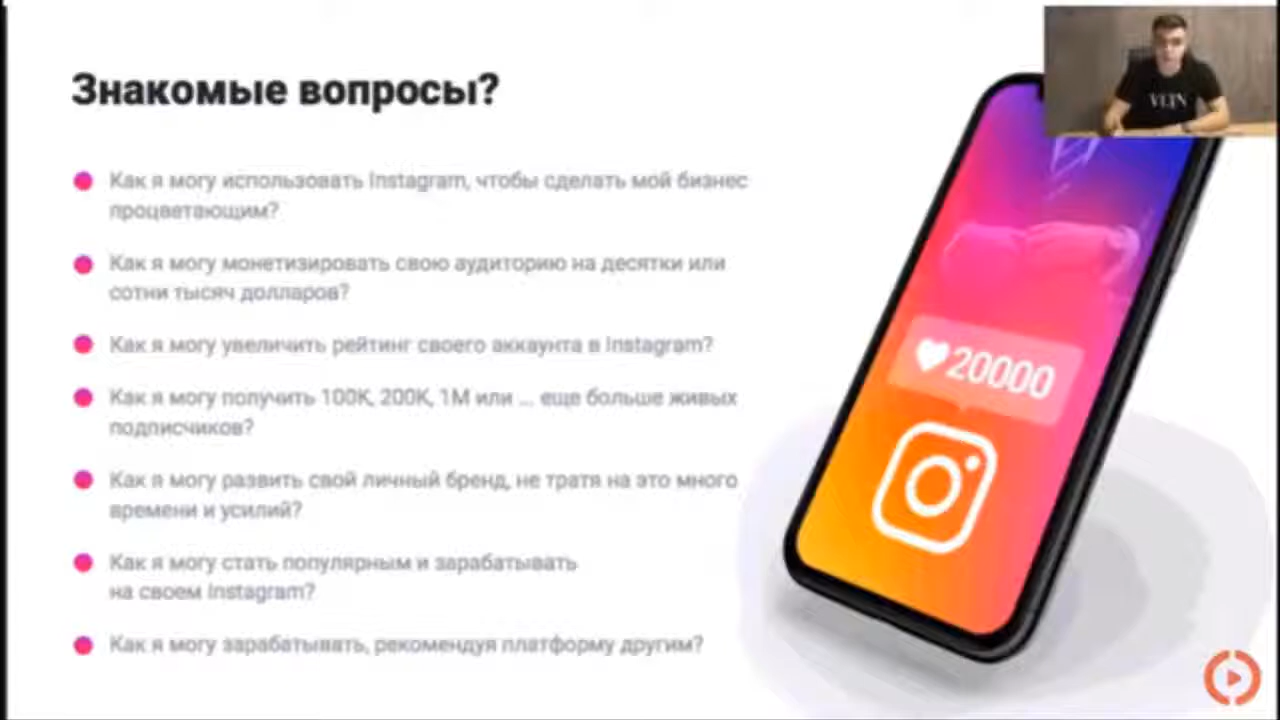 Знакомые вопросы?
Как я могу использовать Instagram, чтобы сделать мой бизнес
процветающим?
Как я могу монетизировать свою аудиторию на десятки или
сотни тысяч долларов?
Как я могу увеличить рейтинг своего аккаунта в Instagram?
Как я могу получить 100K, 200K, 1M или ... еще больше живых
подписчиков?
Как я могу развить свой личный бренд, не тратя на это много
времени и усилий?
Как я могу стать популярным и зарабатывать
на своем Instagram?
Как я могу зарабатывать, рекомендуя платформу другим?
20000